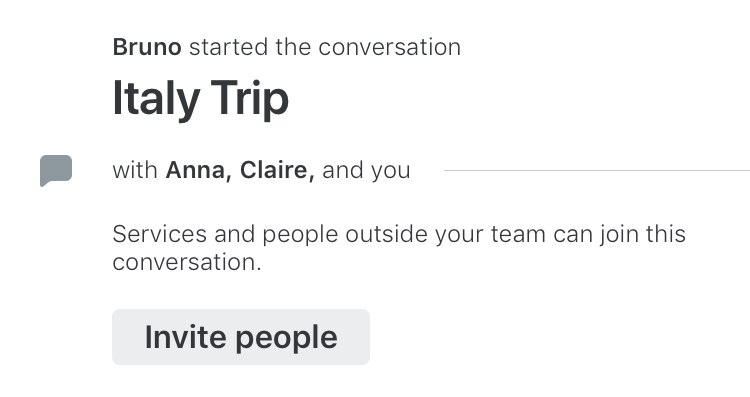 Bruno started the conversation
Italy Trip
with Anna, Claire, and you
Services and people outside your team can join this
conversation.
Invite people